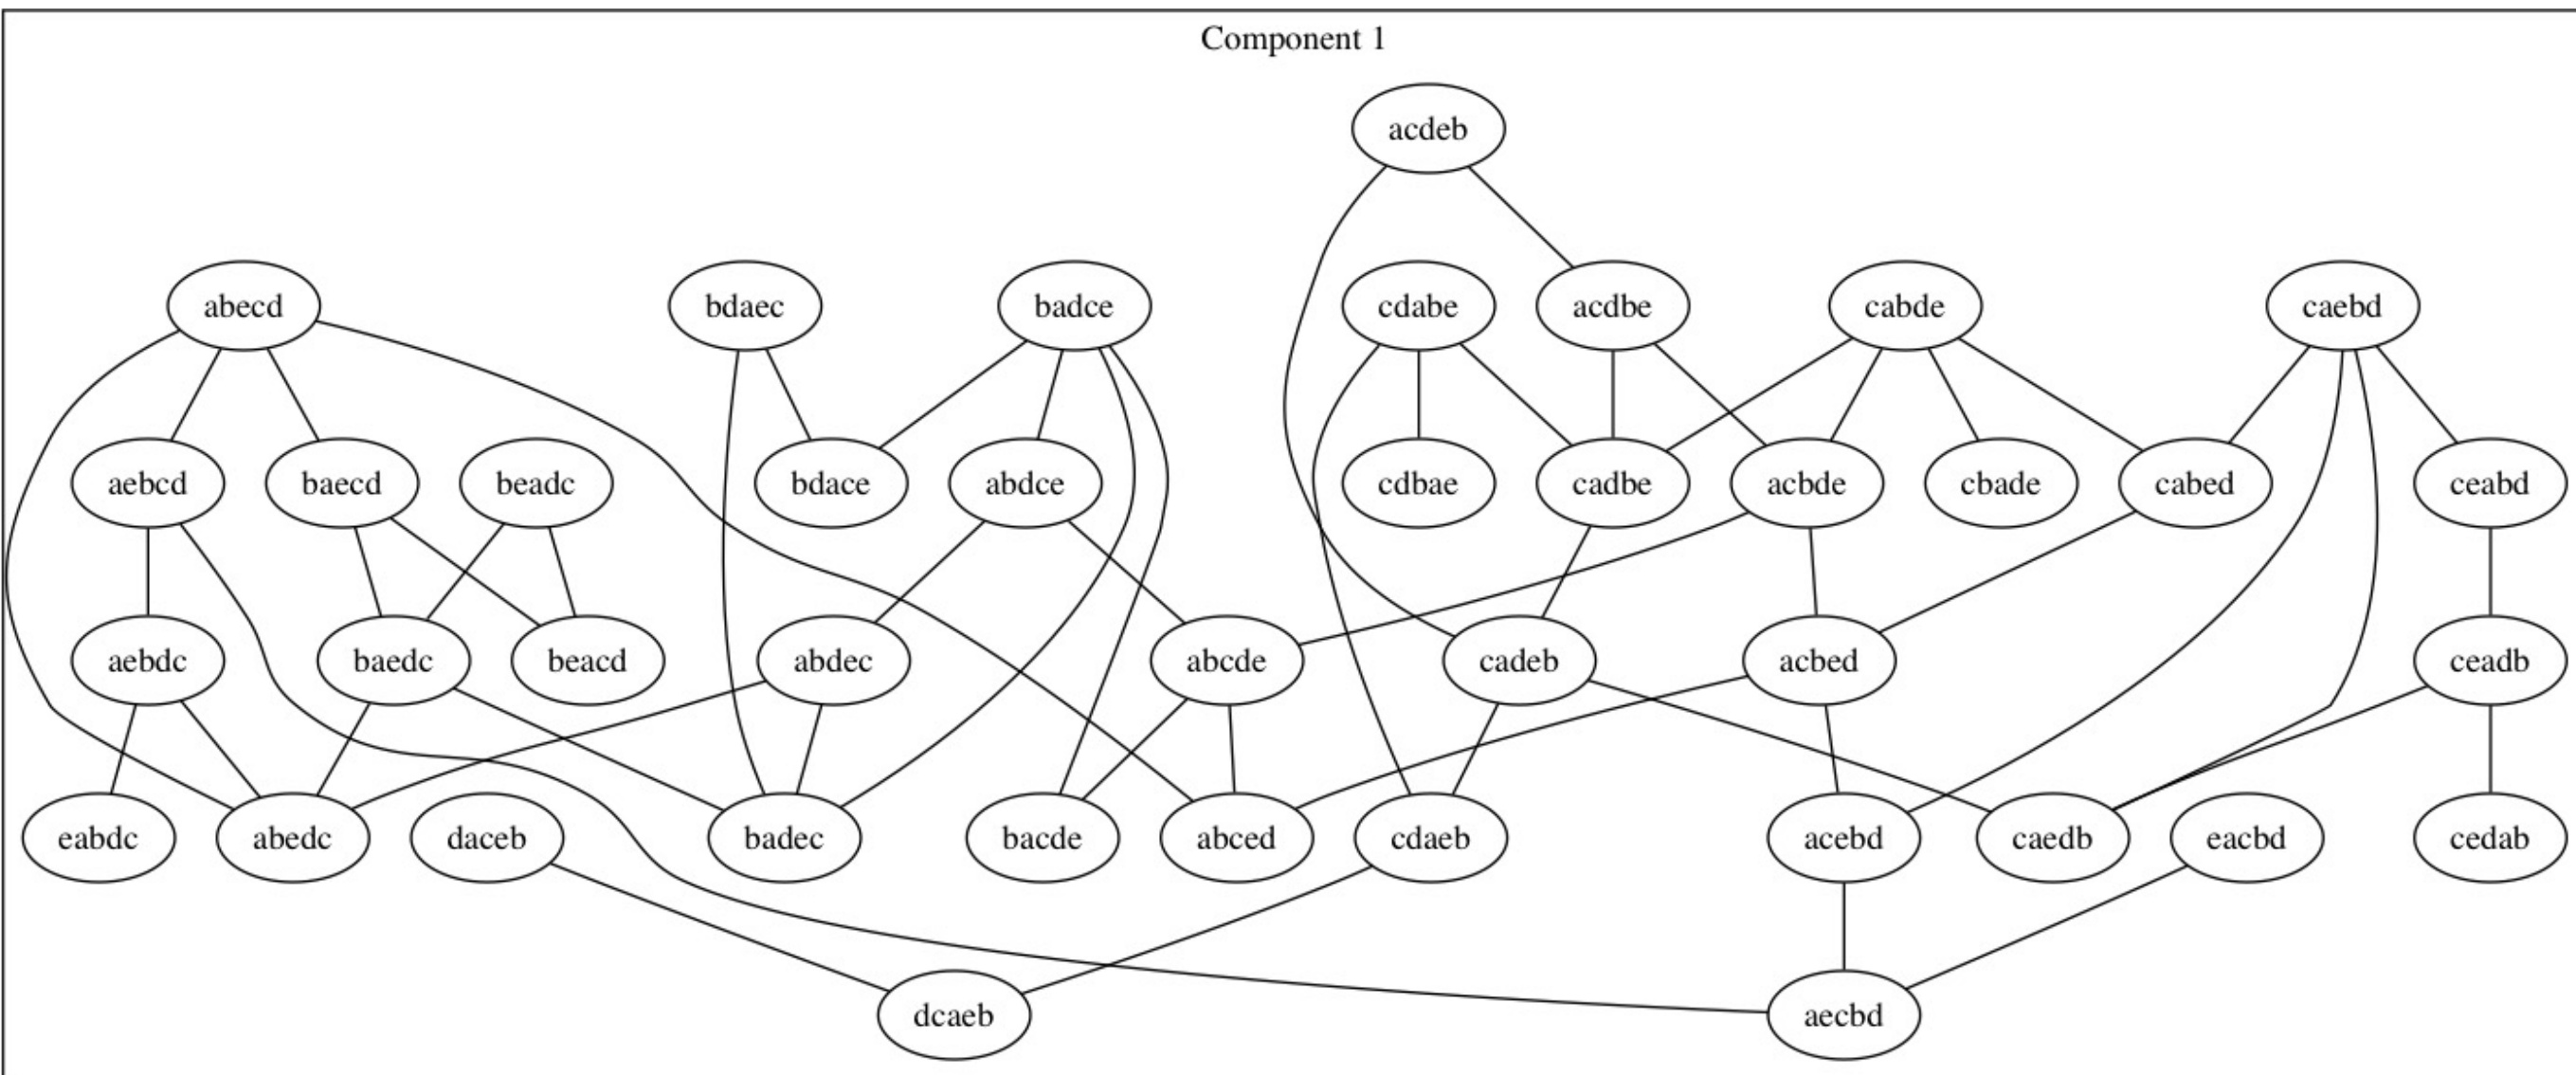 Component 1
acdeb
abecd bdaec badce cdabe acdbe cabde caebd
aebcd baecd beadc bdace abdce cdbae cadbe acbde cbade cabed ceabd
aebdc baedc beacd abdec abcde cadeb acbed ceadb
eabdc abedc daceb badec bacde abced cdaeb acebd caedb eacbd cedab
dcaeb aecbd